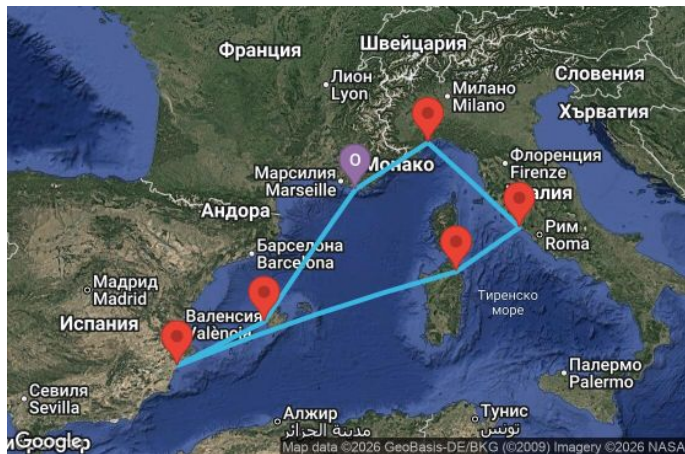 Швейцария
Франция
Лион
Lyon
Милано
Milano
Словения
Хърватия
О
Монако
Марсилия
Marseille
Флоренция
Firenze
Андора
Рим
Roma
Барселона
Barcelona
Мадрид
Madrid
Валенсия
València
Тиренско
море
Испания
Палермо
Palermo
Севиля
Sevilla
Алжир
مدينة الجزائر
Тунис
تونس
Google
Map data ©2026 GeoBasis-DE/BKG (©2009) Imagery ©2026 NASA